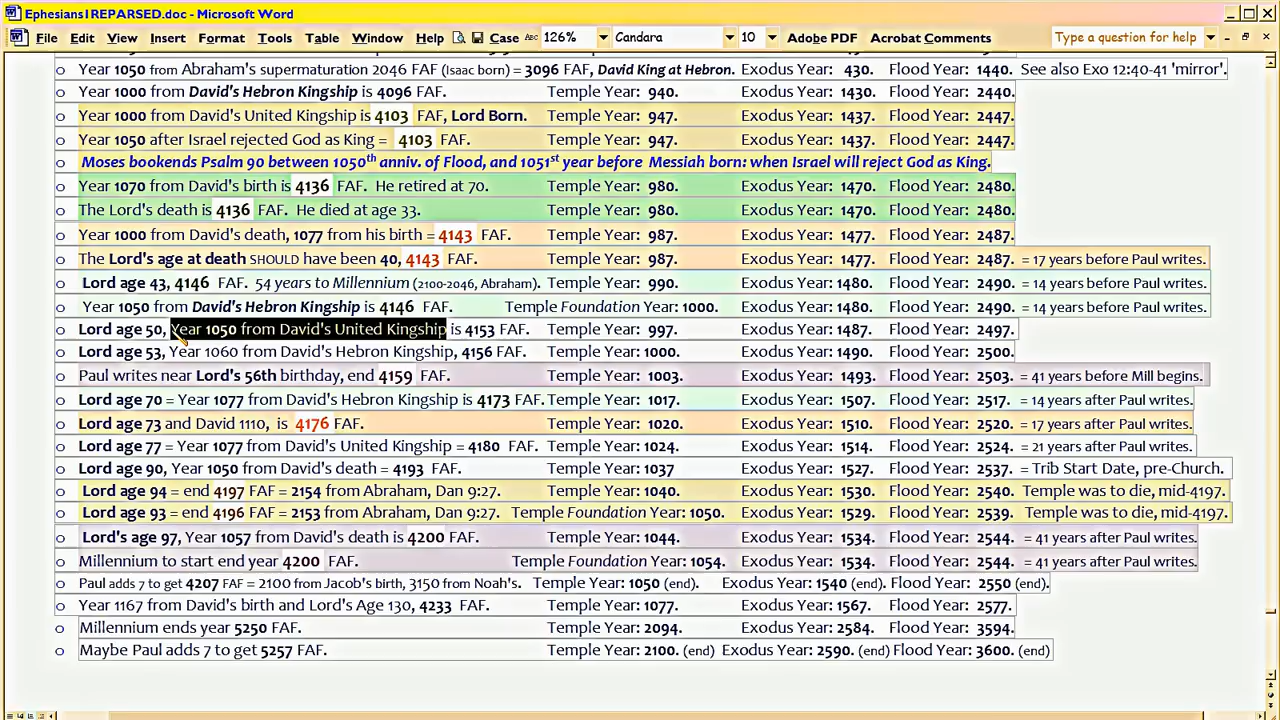 Ephesians1REPARSED.doc - Microsoft Word
File Edit View Insert Format Tools Table Window Help Case 126% Candara 10 Adobe PDF Acrobat Comments Type a question for help
o Year 1050 from Abraham's supermaturation 2046 FAF (Isaac born) = 3096 FAF, David King at Hebron. Exodus Year: 430. Flood Year: 1440. See also Exo 12:40-41 'mirror'.
o Year 1000 from David's Hebron Kingship is 4096 FAF. Temple Year: 940. Exodus Year: 1430. Flood Year: 2440.
o Year 1000 from David's United Kingship is 4103 FAF, Lord Born. Temple Year: 947. Exodus Year: 1437. Flood Year: 2447.
o Year 1050 after Israel rejected God as King = 4103 FAF. Temple Year: 947. Exodus Year: 1437. Flood Year: 2447.
o Moses bookends Psalm 90 between 1050th anniv. of Flood, and 1051st year before Messiah born: when Israel will reject God as King.
o Year 1070 from David's birth is 4136 FAF. He retired at 70. Temple Year: 980. Exodus Year: 1470. Flood Year: 2480.
o The Lord's death is 4136 FAF. He died at age 33. Temple Year: 980. Exodus Year: 1470. Flood Year: 2480.
o Year 1000 from David's death, 1077 from his birth = 4143 FAF. Temple Year: 987. Exodus Year: 1477. Flood Year: 2487.
o The Lord's age at death SHOULD have been 40, 4143 FAF. Temple Year: 987. Exodus Year: 1477. Flood Year: 2487. = 17 years before Paul writes.
o Lord age 43, 4146 FAF. 54 years to Millennium (2100-2046, Abraham). Temple Year: 990. Exodus Year: 1480. Flood Year: 2490. = 14 years before Paul writes.
o Year 1050 from David's Hebron Kingship is 4146 FAF. Temple Foundation Year: 1000. Exodus Year: 1480. Flood Year: 2490. = 14 years before Paul writes.
o Lord age 50, Year 1050 from David's United Kingship is 4153 FAF. Temple Year: 997. Exodus Year: 1487. Flood Year: 2497.
o Lord age 53, Year 1060 from David's Hebron Kingship, 4156 FAF. Temple Year: 1000. Exodus Year: 1490. Flood Year: 2500.
o Paul writes near Lord's 56th birthday, end 4159 FAF. Temple Year: 1003. Exodus Year: 1493. Flood Year: 2503. = 41 years before Mill begins.
o Lord age 70 = Year 1077 from David's Hebron Kingship is 4173 FAF. Temple Year: 1017. Exodus Year: 1507. Flood Year: 2517. = 14 years after Paul writes.
o Lord age 73 and David 1110, is 4176 FAF. Temple Year: 1020. Exodus Year: 1510. Flood Year: 2520. = 17 years after Paul writes.
o Lord age 77 = Year 1077 from David's United Kingship = 4180 FAF. Temple Year: 1024. Exodus Year: 1514. Flood Year: 2524. = 21 years after Paul writes.
o Lord age 90, Year 1050 from David's death = 4193 FAF. Temple Year: 1037 Exodus Year: 1527. Flood Year: 2537. = Trib Start Date, pre-Church.
o Lord age 94 = end 4197 FAF = 2154 from Abraham, Dan 9:27. Temple Year: 1040. Exodus Year: 1530. Flood Year: 2540. Temple was to die, mid-4197.
o Lord age 93 = end 4196 FAF = 2153 from Abraham, Dan 9:27. Temple Foundation Year: 1050. Exodus Year: 1529. Flood Year: 2539. Temple was to die, mid-4197.
o Lord's age 97, Year 1057 from David's death is 4200 FAF. Temple Year: 1044. Exodus Year: 1534. Flood Year: 2544. = 41 years after Paul writes.
o Millennium to start end year 4200 FAF. Temple Foundation Year: 1054. Exodus Year: 1534. Flood Year: 2544. = 41 years after Paul writes.
o Paul adds 7 to get 4207 FAF = 2100 from Jacob's birth, 3150 from Noah's. Temple Year: 1050 (end). Exodus Year: 1540 (end). Flood Year: 2550 (end).
o Year 1167 from David's birth and Lord's Age 130, 4233 FAF. Temple Year: 1077. Exodus Year: 1567. Flood Year: 2577.
o Millennium ends year 5250 FAF. Temple Year: 2094. Exodus Year: 2584. Flood Year: 3594.
o Maybe Paul adds 7 to get 5257 FAF. Temple Year: 2100. (end) Exodus Year: 2590. (end) Flood Year: 3600. (end)